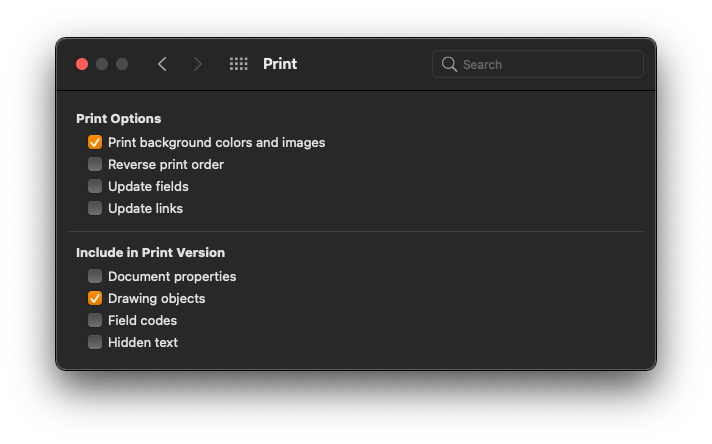 Print
Search
Print Options
Print background colors and images
Reverse print order
Update fields
Update links
Include in Print Version
Document properties
Drawing objects
Field codes
Hidden text